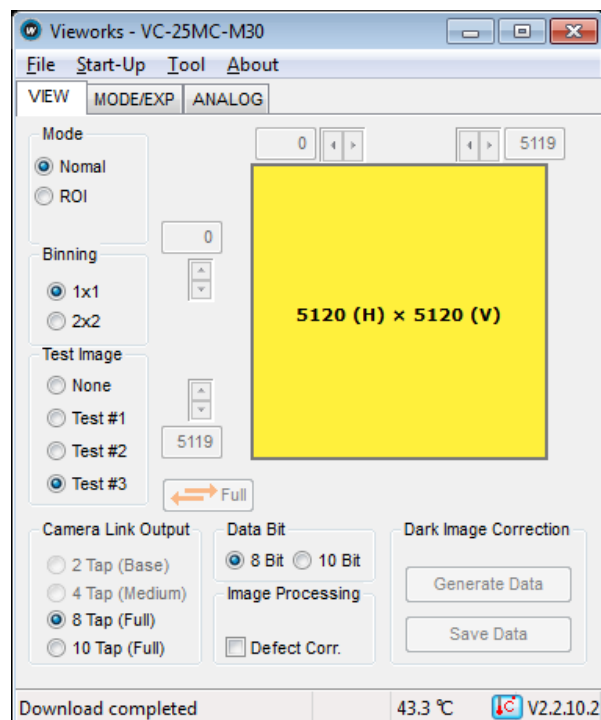 Vieworks - VC-25MC-M30
File Start-Up Tool About
VIEW MODE/EXP ANALOG
Mode
0 5119
Nomal
ROI
0
Binning
1x1
2x2
5120 (H) × 5120 (V)
Test Image
None
Test #1
Test #2
5119
Test #3
Full
Camera Link Output Data Bit Dark Image Correction
2 Tap (Base) 8 Bit 10 Bit
4 Tap (Medium) Image Processing Generate Data
8 Tap (Full)
10 Tap (Full) Defect Corr. Save Data
Download completed 43.3 ℃ C V2.2.10.2